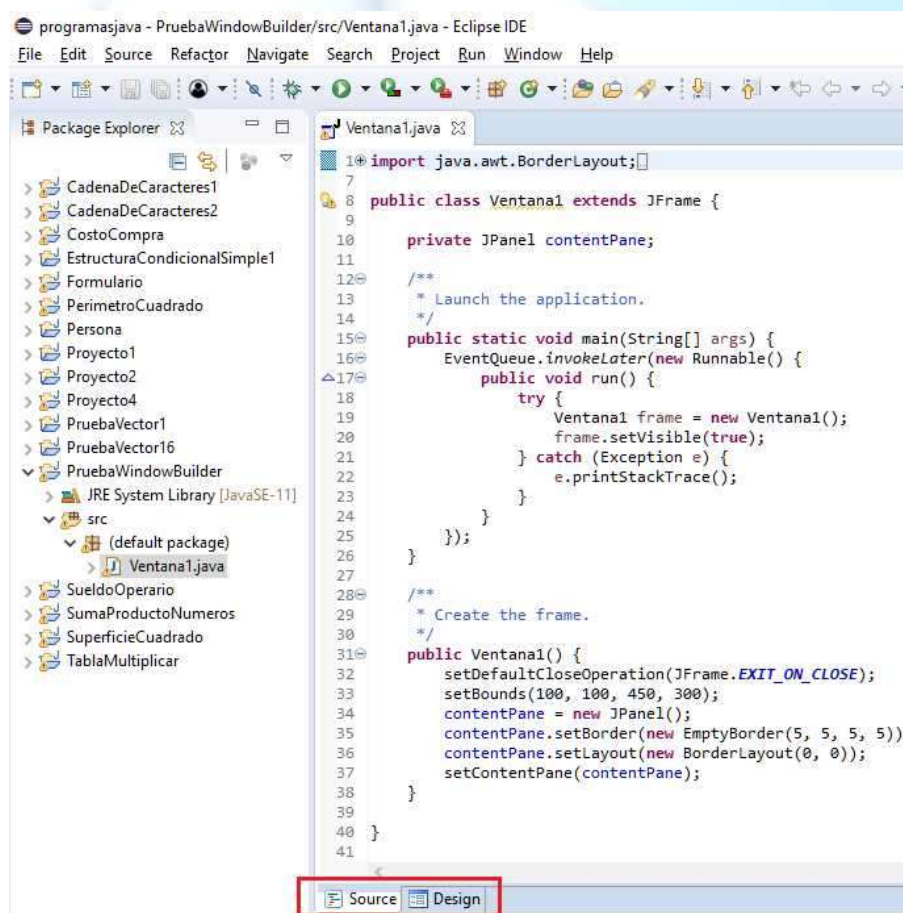 programasjava - PruebaWindowBuilder/src/Ventana1.java - Eclipse IDE
File Edit Source Refactor Navigate Search Project Run Window Help
Package Explorer
CadenaDeCaracteres1
CadenaDeCaracteres2
CostoCompra
EstructuraCondicionalSimple1
Formulario
PerimetroCuadrado
Persona
Proyecto1
Proyecto2
Proyecto4
PruebaVector1
PruebaVector16
PruebaWindowBuilder
JRE System Library [JavaSE-11]
src
(default package)
Ventana1.java
SueldoOperario
SumaProductoNumeros
SuperficieCuadrado
TablaMultiplicar
Ventana1.java
1 import java.awt.BorderLayout;
7
8 public class Ventana1 extends JFrame {
9
10 private JPanel contentPane;
11
12 /**
13 * Launch the application.
14 */
15 public static void main(String[] args) {
16 EventQueue.invokeLater(new Runnable() {
17 public void run() {
18 try {
19 Ventana1 frame = new Ventana1();
20 frame.setVisible(true);
21 } catch (Exception e) {
22 e.printStackTrace();
23 }
24 }
25 });
26 }
27
28 /**
29 * Create the frame.
30 */
31 public Ventana1() {
32 setDefaultCloseOperation(JFrame.EXIT_ON_CLOSE);
33 setBounds(100, 100, 450, 300);
34 contentPane = new JPanel();
35 contentPane.setBorder(new EmptyBorder(5, 5, 5, 5))
36 contentPane.setLayout(new BorderLayout(0, 0));
37 setContentPane(contentPane);
38 }
39
40 }
41
Source Design